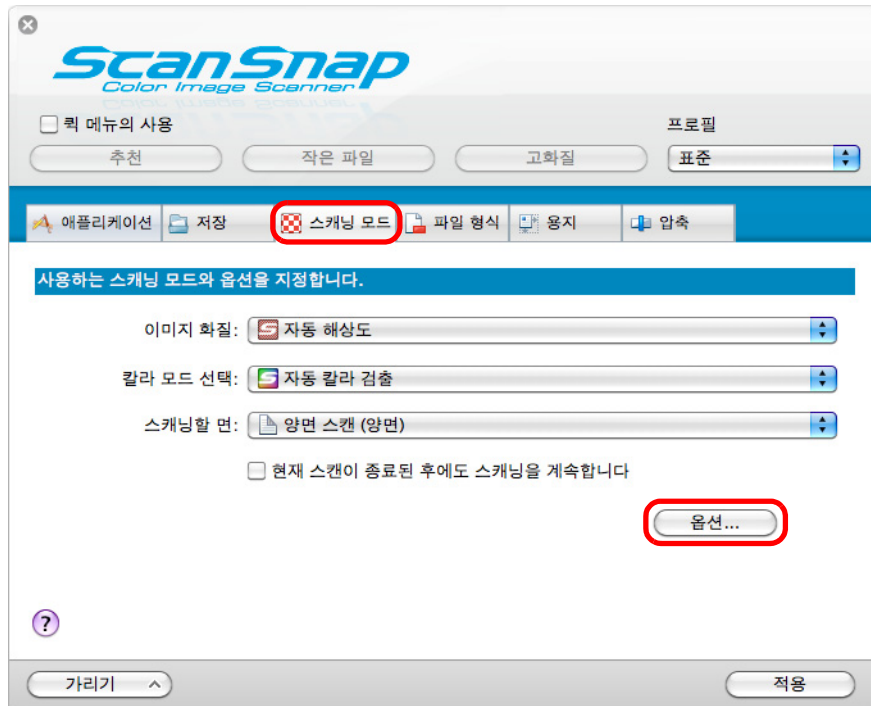 ScanSnap
Color Image Scanner
퀵 메뉴의 사용
프로필
추천
작은 파일
고화질
표준
애플리케이션
저장
스캐닝 모드
파일 형식
용지
압축
사용하는 스캐닝 모드와 옵션을 지정합니다.
이미지 화질: 자동 해상도
칼라 모드 선택: 자동 칼라 검출
스캐닝할 면: 양면 스캔 (양면)
현재 스캔이 종료된 후에도 스캐닝을 계속합니다
옵션...
?
가리기
적용